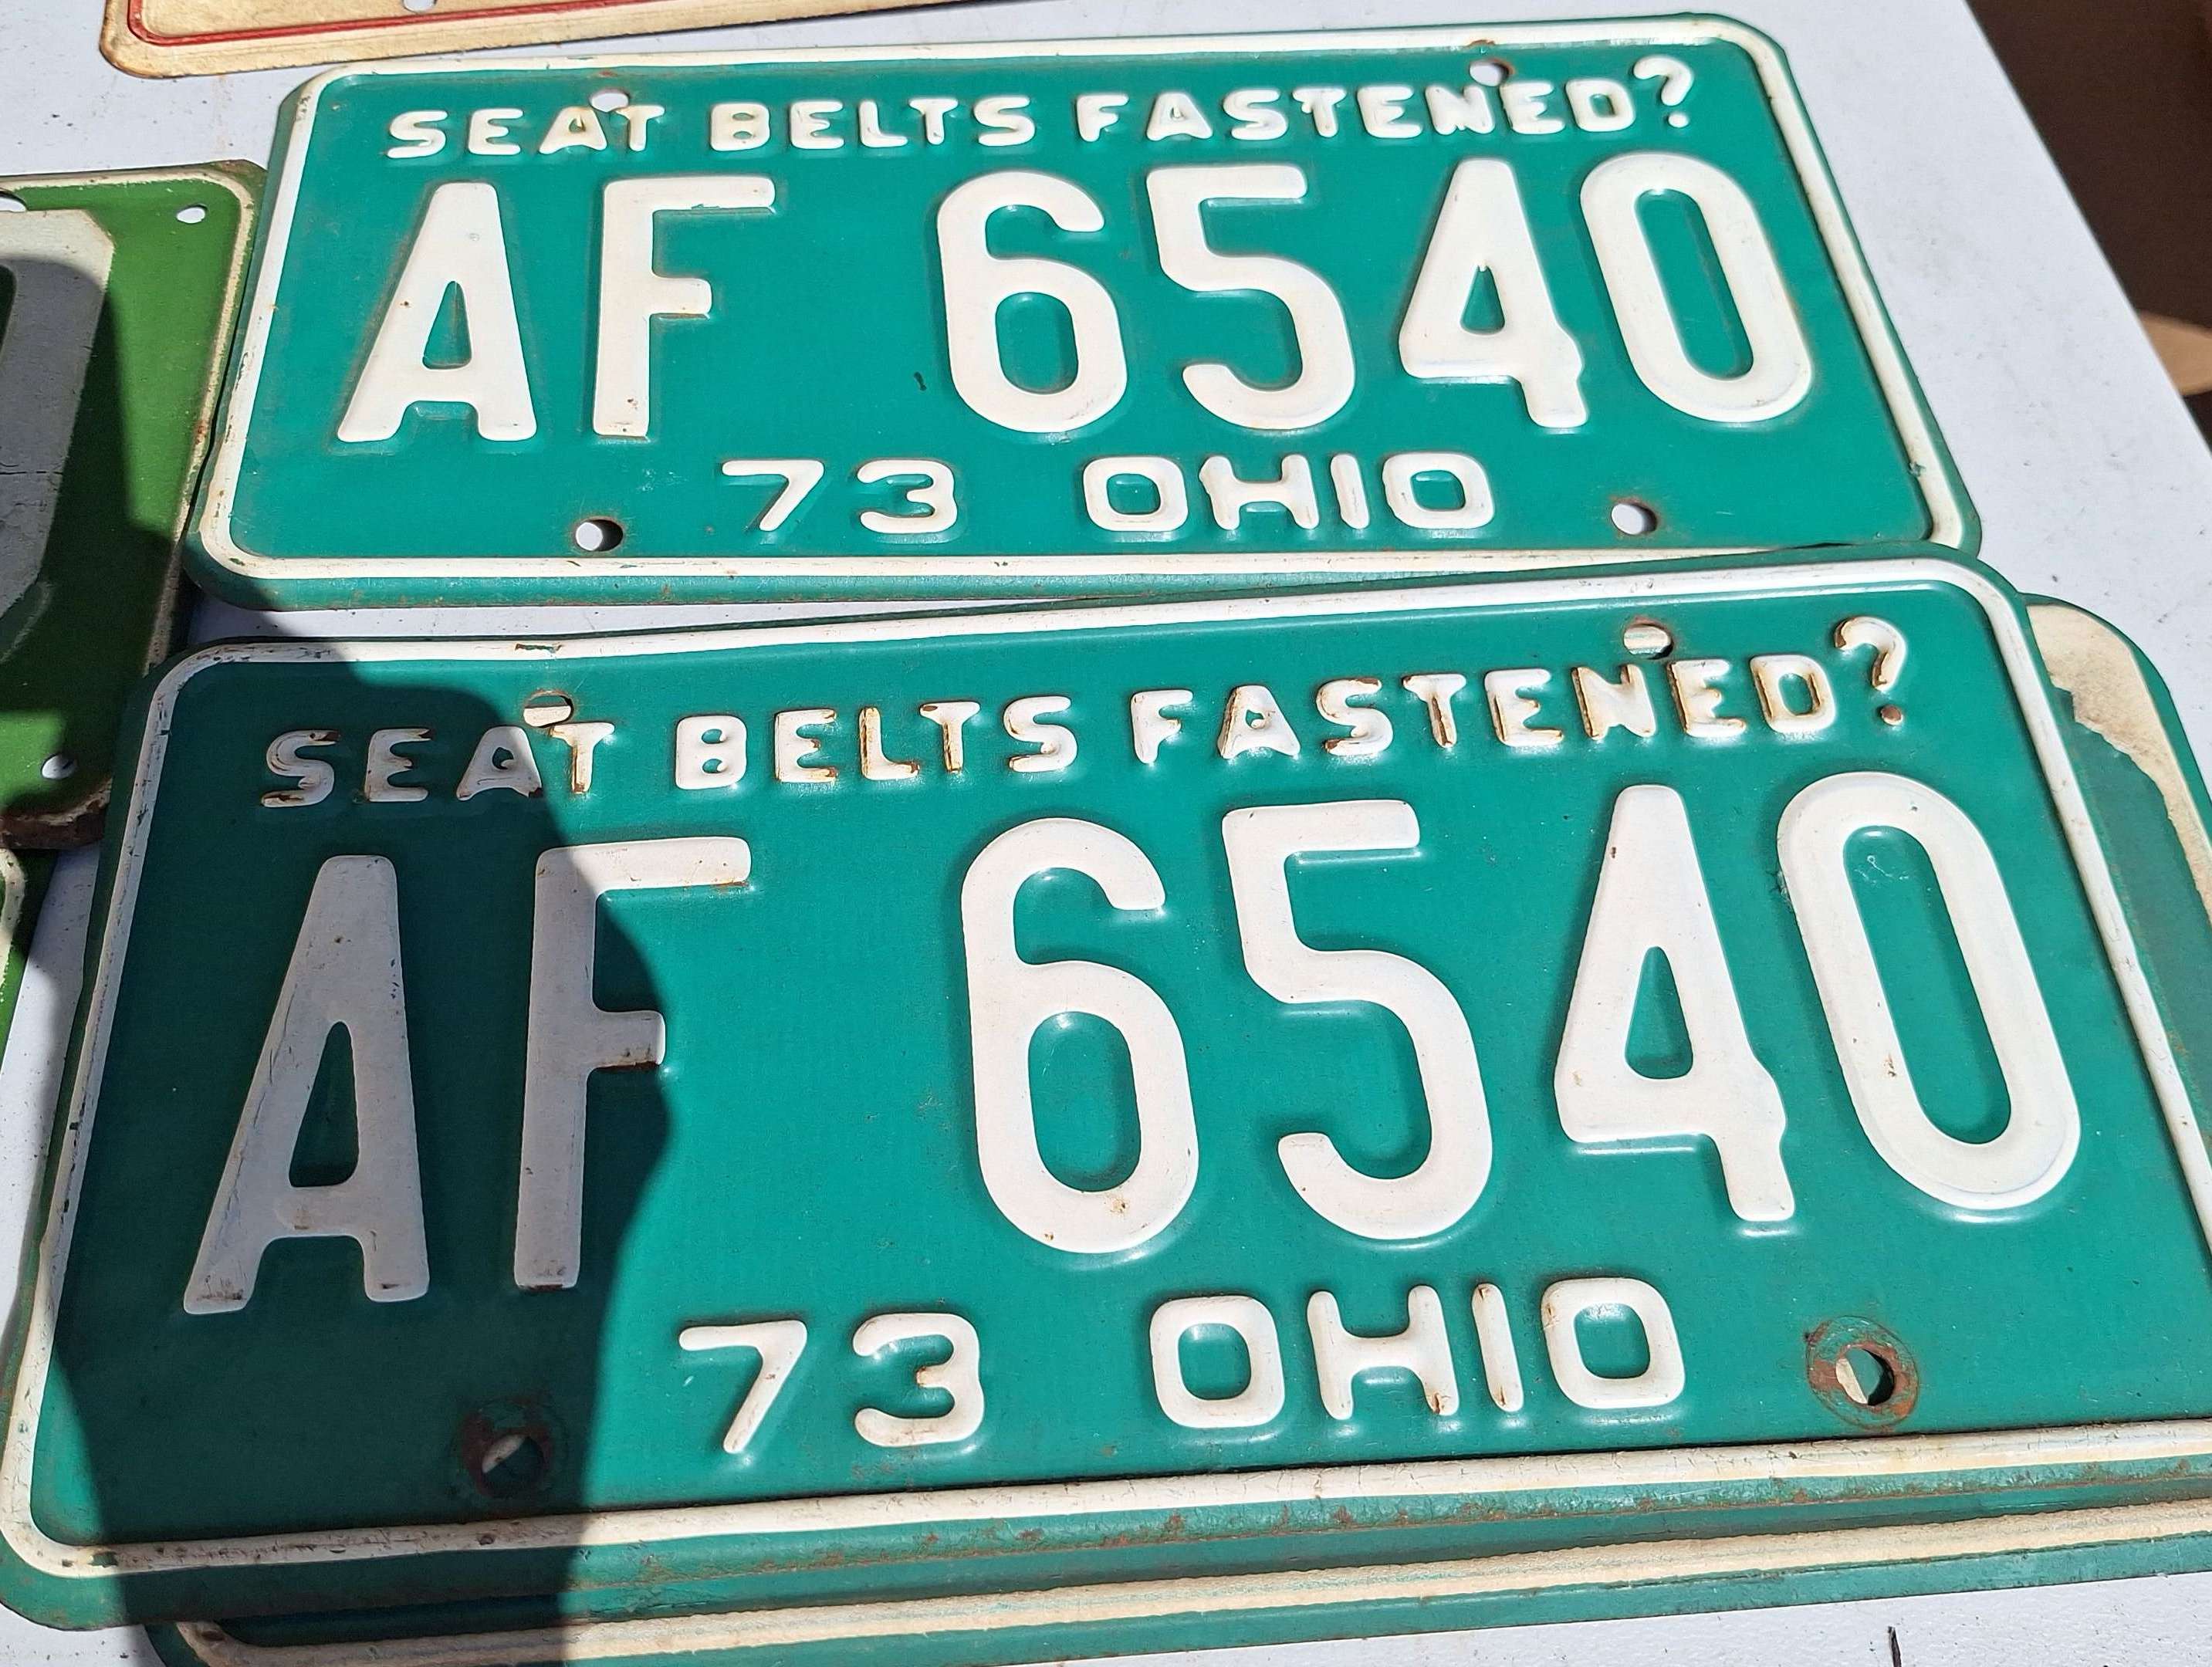 SEAT BELTS FASTENED?
AF 6540
73 OHIO
SEAT BELTS FASTENED?
AF 6540
73 OHIO